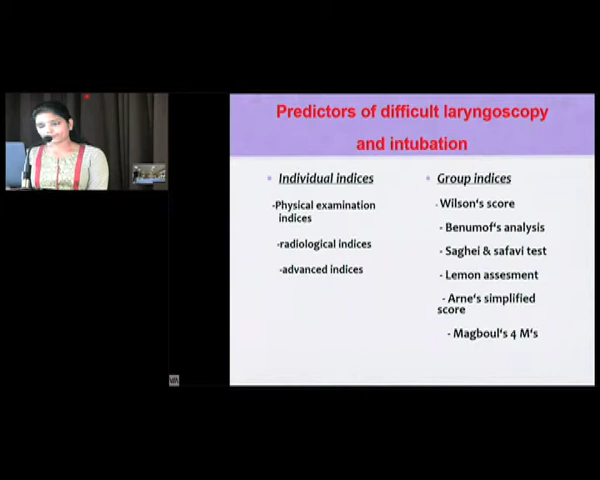 Predictors of difficult laryngoscopy
and intubation
Individual indices
-Physical examination
indices
-radiological indices
-advanced indices
Group indices
- Wilson's score
- Benumof's analysis
- Saghei & safavi test
- Lemon assesment
- Arne's simplified
score
- Magboul's 4 M's